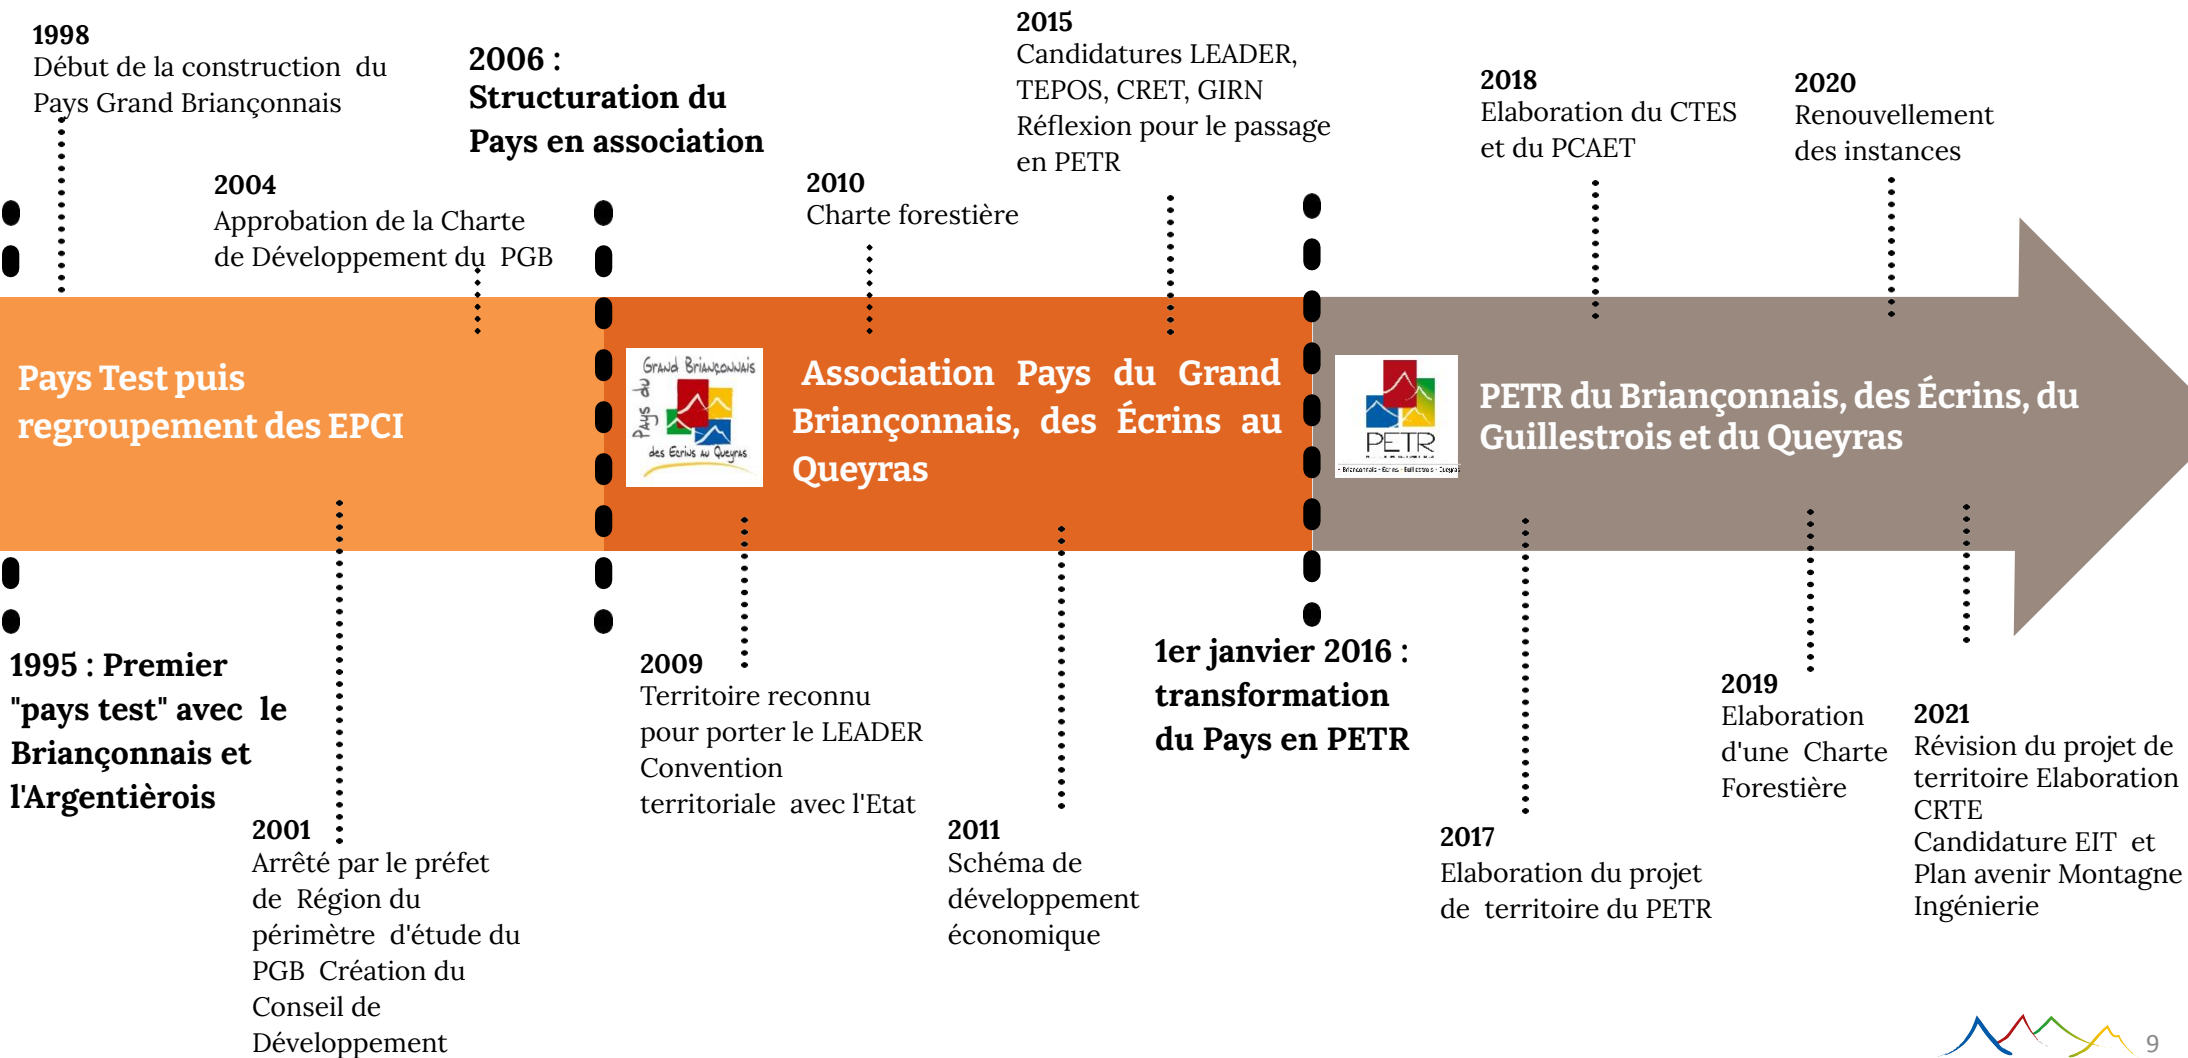 1998
Début de la construction du
Pays Grand Briançonnais
2004
Approbation de la Charte
de Développement du PGB
2006 :
Structuration du
Pays en association
2010
Charte forestière
2015
Candidatures LEADER,
TEPOS, CRET, GIRN
Réflexion pour le passage
en PETR
2018
Elaboration du CTES
et du PCAET
2020
Renouvellement
des instances
Pays Test puis
regroupement des EPCI
Grand Briançonnais
Pays du
des Ecrins au Queyras
Association Pays du Grand
Briançonnais, des Écrins au
Queyras
PETR
Briançonnais - Ecrins - Guillestrois - Queyras
PETR du Briançonnais, des Écrins, du
Guillestrois et du Queyras
1995 : Premier
"pays test" avec le
Briançonnais et
l'Argentièrois
2001
Arrêté par le préfet
de Région du
périmètre d'étude du
PGB Création du
Conseil de
Développement
2009
Territoire reconnu
pour porter le LEADER
Convention
territoriale avec l'Etat
2011
Schéma de
développement
économique
1er janvier 2016 :
transformation
du Pays en PETR
2017
Elaboration du projet
de territoire du PETR
2019
Elaboration
d'une Charte
Forestière
2021
Révision du projet de
territoire Elaboration
CRTE
Candidature EIT et
Plan avenir Montagne
Ingénierie
9